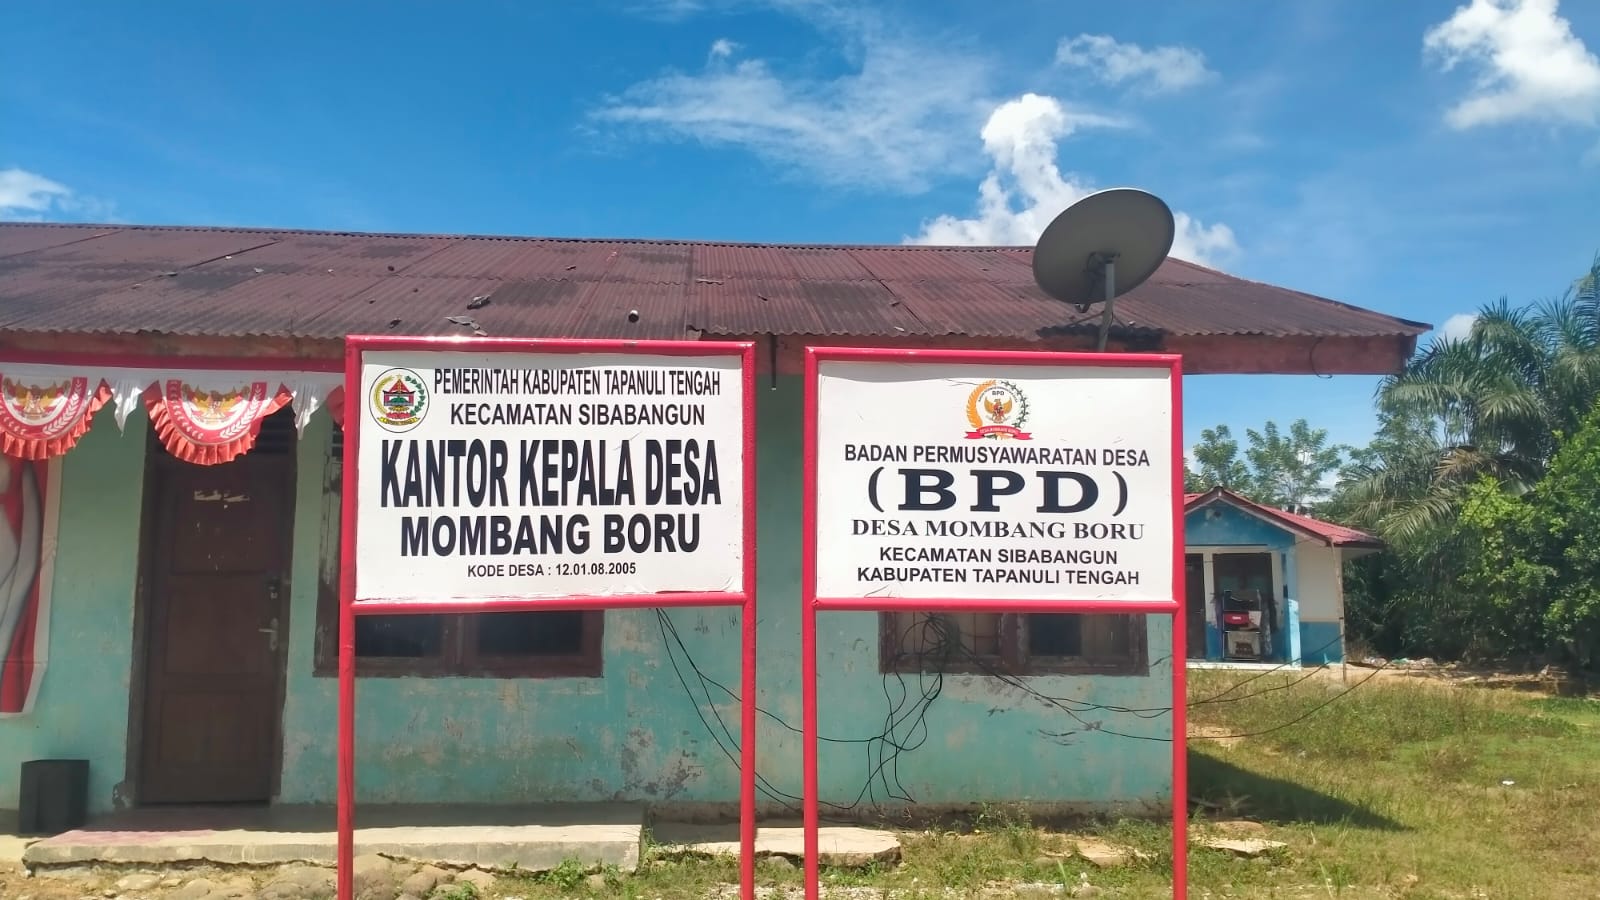 PEMERINTAH KABUPATEN TAPANULI TENGAH
KECAMATAN SIBABANGUN
KANTOR KEPALA DESA
MOMBANG BORU
KODE DESA : 12.01.08.2005
BPD
BADAN PERMUSYAWARATAN DESA
(BPD)
DESA MOMBANG BORU
KECAMATAN SIBABANGUN
KABUPATEN TAPANULI TENGAH